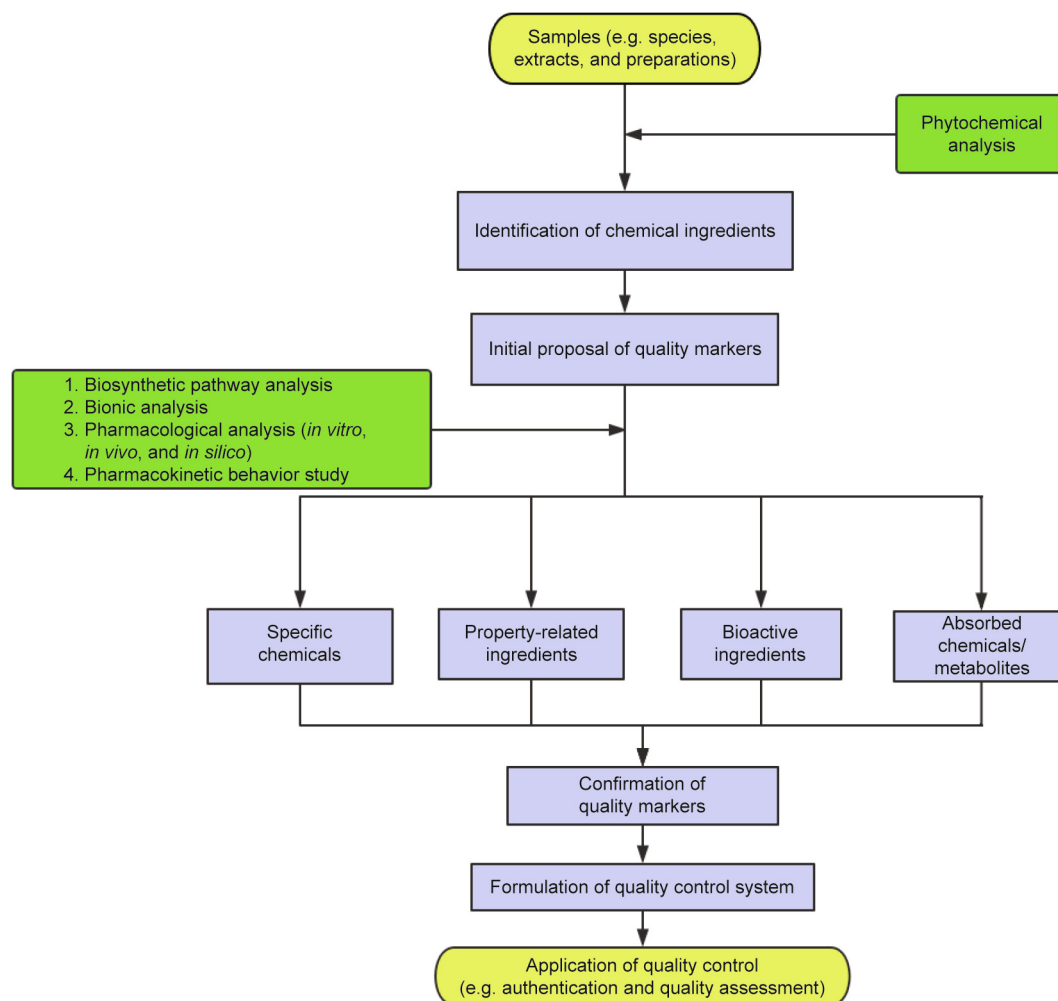 Samples (e.g. species,
extracts, and preparations)
Phytochemical
analysis
Identification of chemical ingredients
Initial proposal of quality markers
1. Biosynthetic pathway analysis
2. Bionic analysis
3. Pharmacological analysis (in vitro,
in vivo, and in silico)
4. Pharmacokinetic behavior study
Specific
chemicals
Property-related
ingredients
Bioactive
ingredients
Absorbed
chemicals/
metabolites
Confirmation of
quality markers
Formulation of quality control system
Application of quality control
(e.g. authentication and quality assessment)